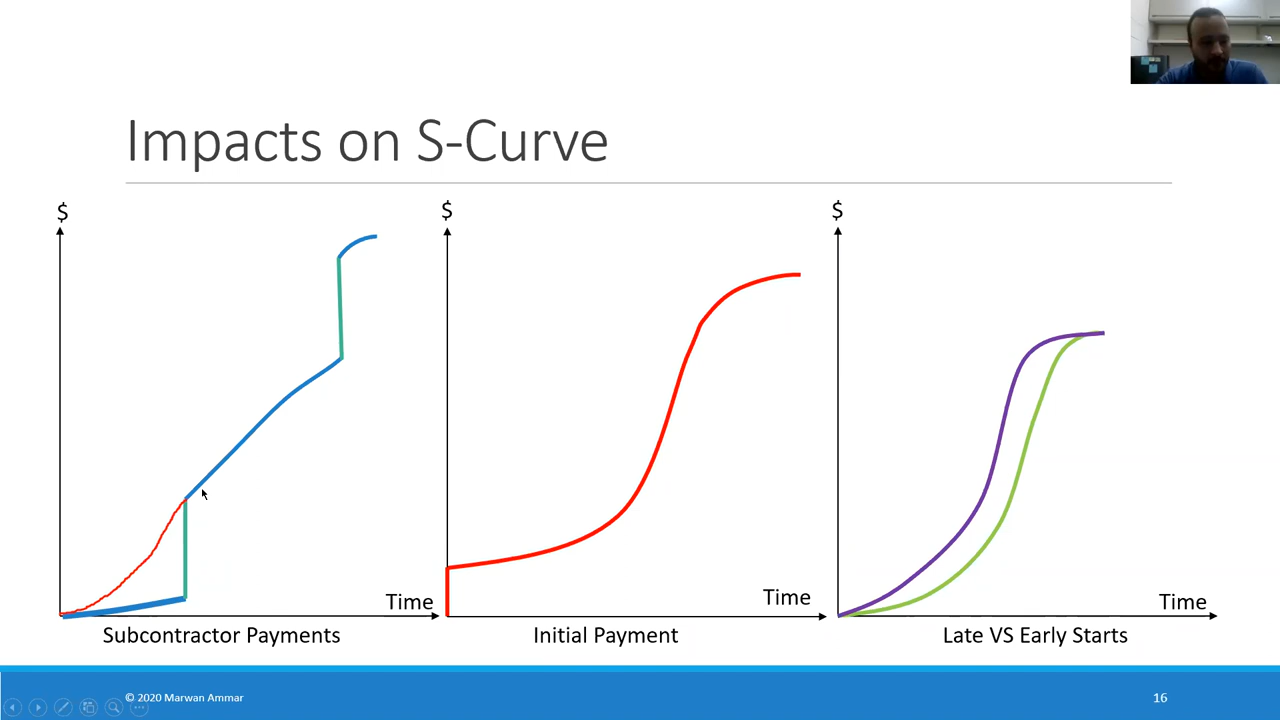 Impacts on S-Curve
$
$
$
Time
Time
Time
Subcontractor Payments
Initial Payment
Late VS Early Starts
© 2020 Marwan Ammar
16